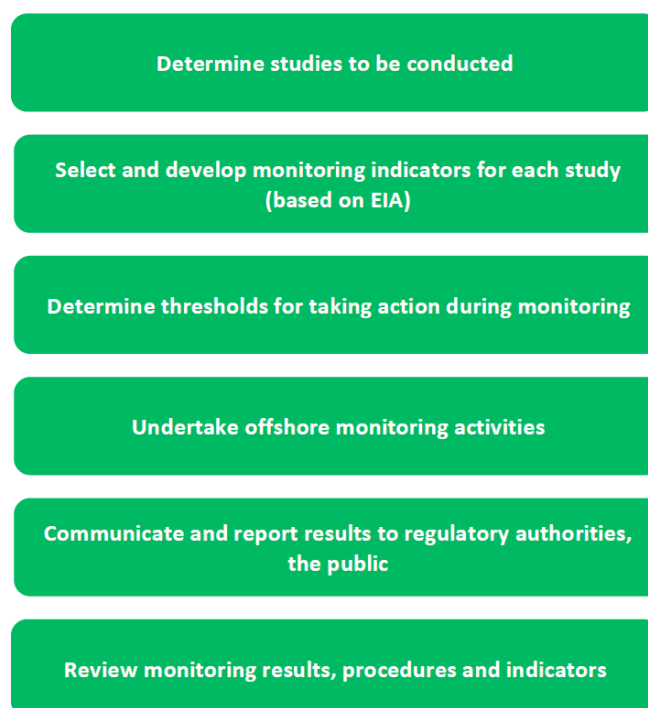 Determine studies to be conducted
Select and develop monitoring indicators for each study
(based on EIA)
Determine thresholds for taking action during monitoring
Undertake offshore monitoring activities
Communicate and report results to regulatory authorities,
the public
Review monitoring results, procedures and indicators